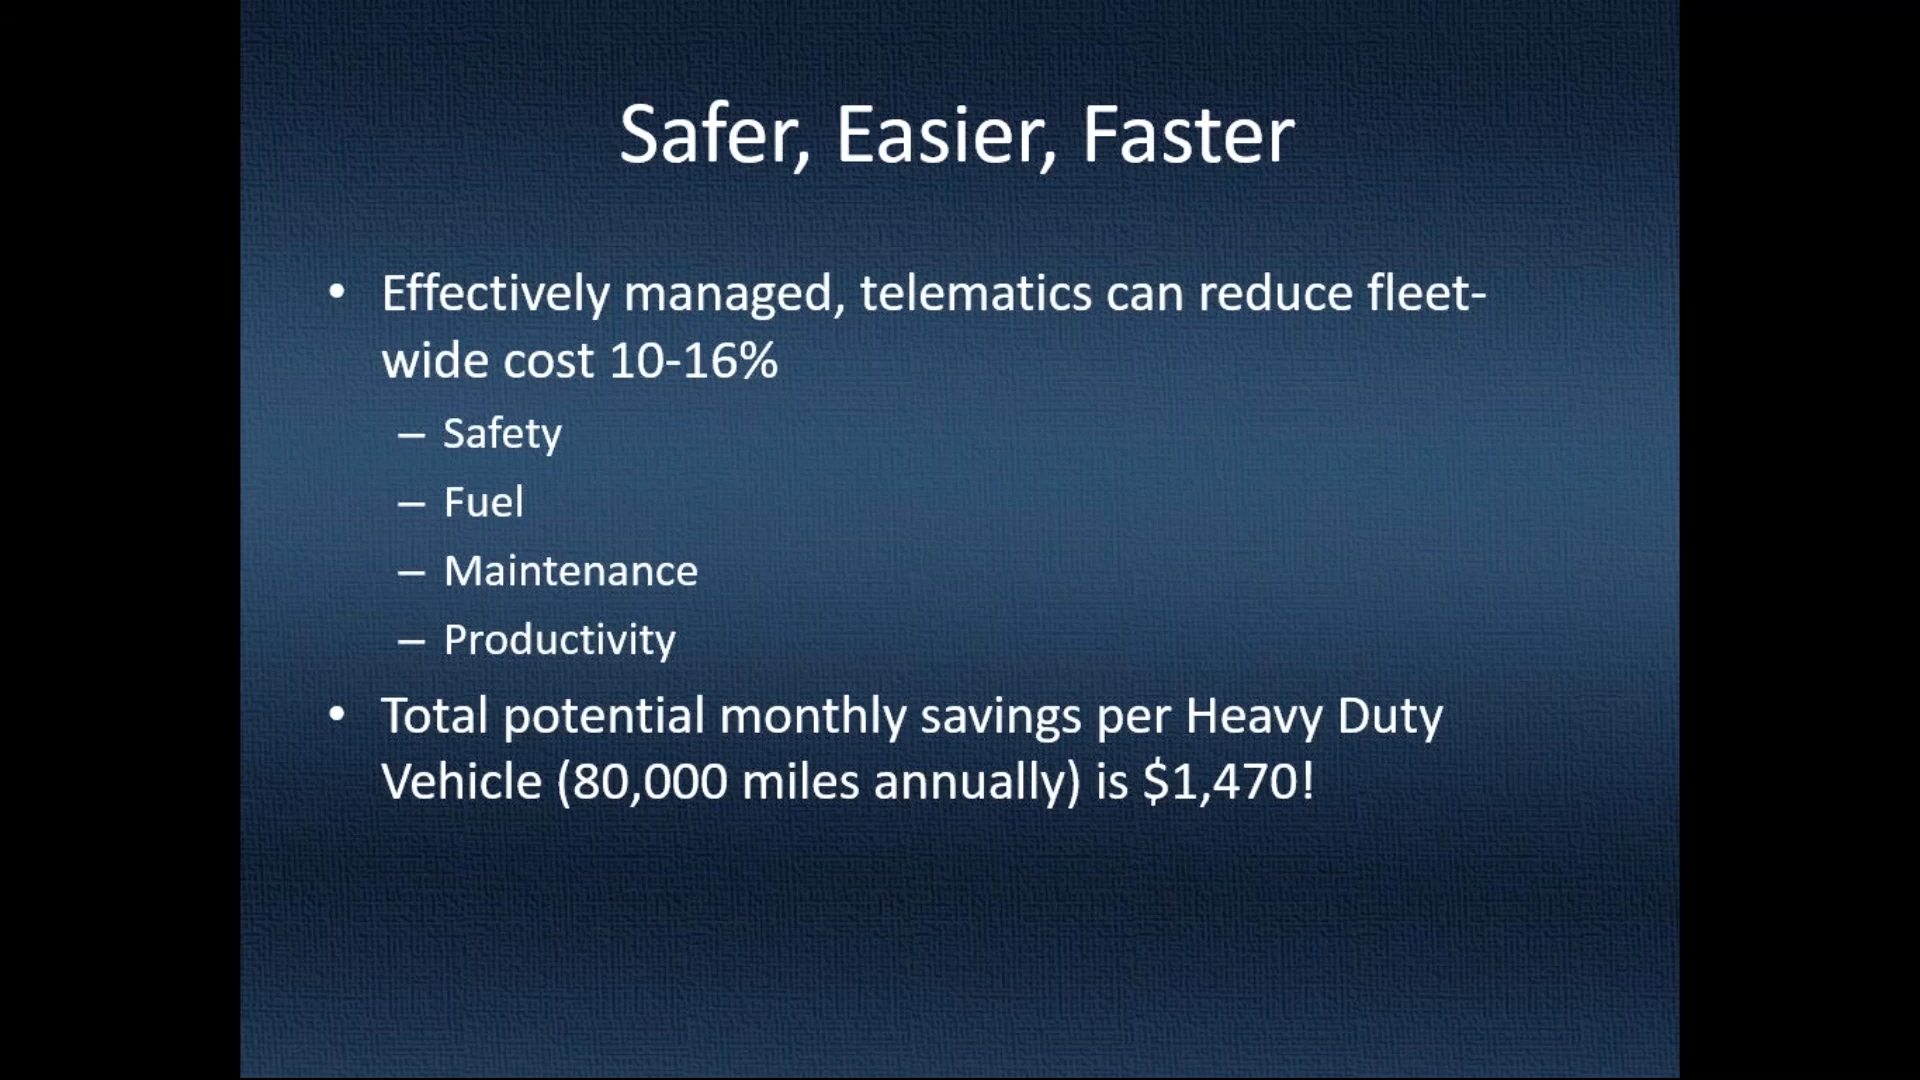 Safer, Easier, Faster
• Effectively managed, telematics can reduce fleet-
wide cost 10-16%
– Safety
– Fuel
– Maintenance
– Productivity
• Total potential monthly savings per Heavy Duty
Vehicle (80,000 miles annually) is $1,470!